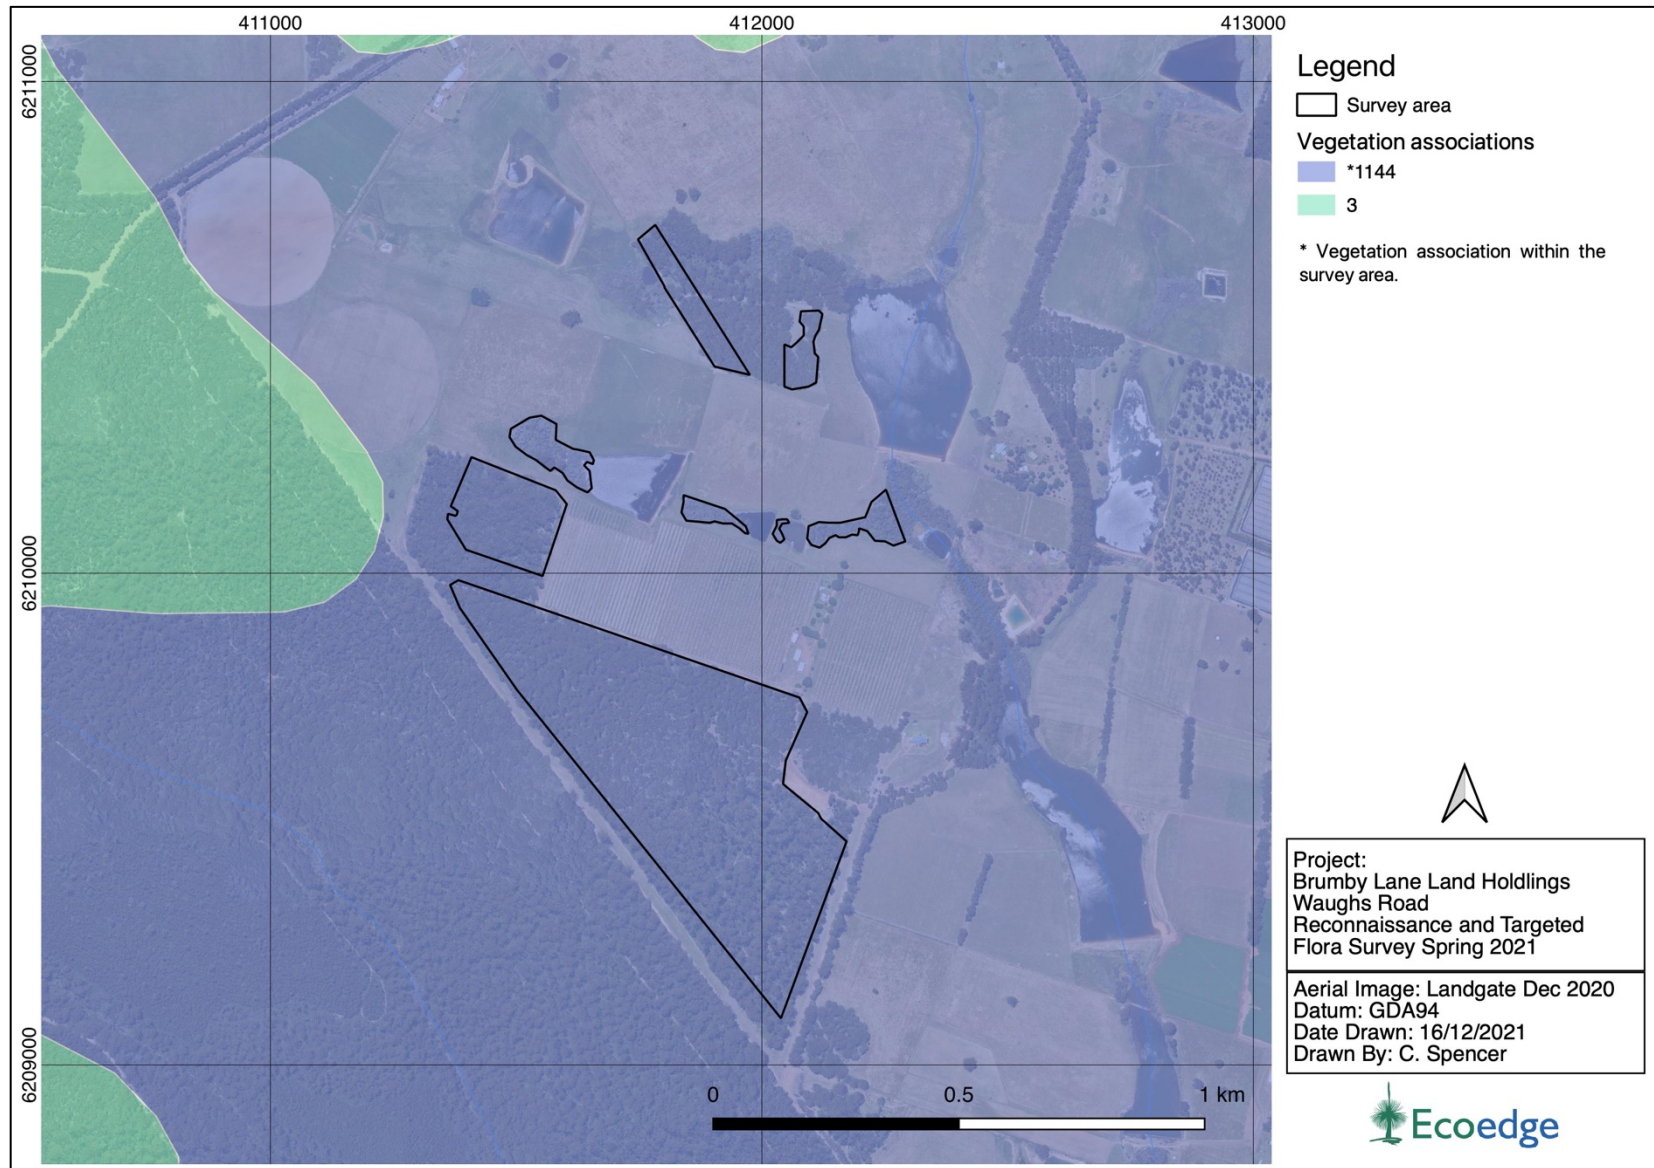 411000
412000
413000
6211000
6210000
6209000
Legend
Survey area
Vegetation associations
*1144
3
* Vegetation association within the
survey area.
Project:
Brumby Lane Land Holdlings
Waughs Road
Reconnaissance and Targeted
Flora Survey Spring 2021
Aerial Image: Landgate Dec 2020
Datum: GDA94
Date Drawn: 16/12/2021
Drawn By: C. Spencer
0 0.5 1 km
Ecoedge